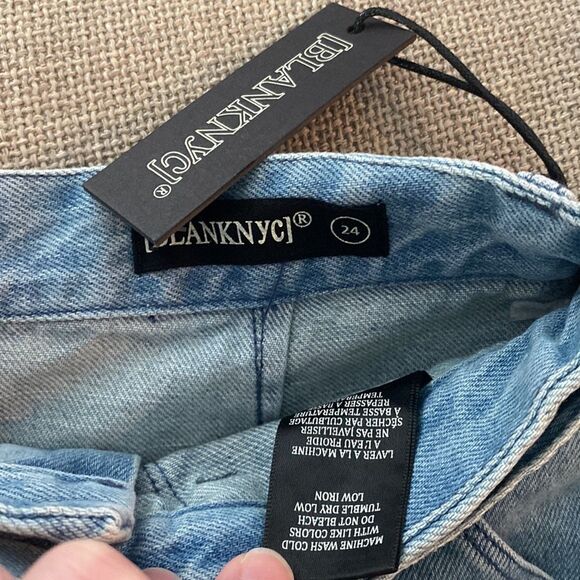 [BLANKNYC]®
[BLANKNYC]® 24
MACHINE WASH COLD
WITH LIKE COLORS
DO NOT BLEACH
TUMBLE DRY LOW
LOW IRON
LAVER A LA MACHINE
A L'EAU FROIDE
NE PAS JAVELLISER
SÉCHER PAR CULBUTAGE
A BASSE TEMPERATURE
REPASSER A BASSE
TEMPERATURE